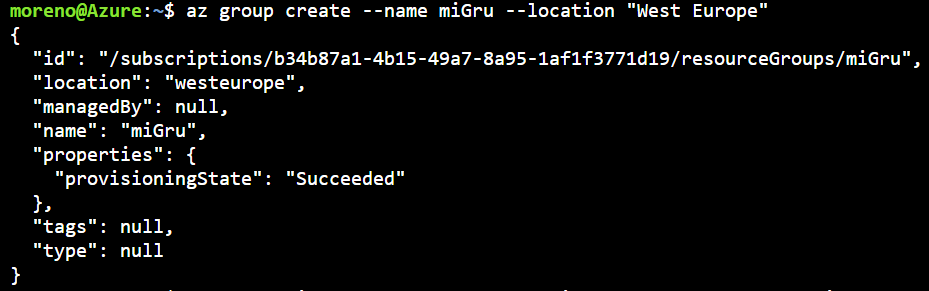 moreno@Azure:~$ az group create --name miGru --location "West Europe"
{
  "id": "/subscriptions/b34b87a1-4b15-49a7-8a95-1af1f3771d19/resourceGroups/miGru",
  "location": "westeurope",
  "managedBy": null,
  "name": "miGru",
  "properties": {
    "provisioningState": "Succeeded"
  },
  "tags": null,
  "type": null
}